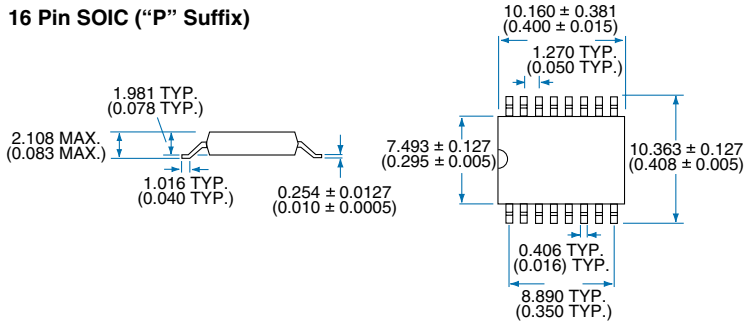 16 Pin SOIC (“P” Suffix)
10.160 ± 0.381
(0.400 ± 0.015)
1.270 TYP.
(0.050 TYP.)
1.981 TYP.
(0.078 TYP.)
2.108 MAX.
(0.083 MAX.)
7.493 ± 0.127
(0.295 ± 0.005)
10.363 ± 0.127
(0.408 ± 0.005)
1.016 TYP.
(0.040 TYP.)
0.254 ± 0.0127
(0.010 ± 0.0005)
0.406 TYP.
(0.016) TYP.
8.890 TYP.
(0.350 TYP.)